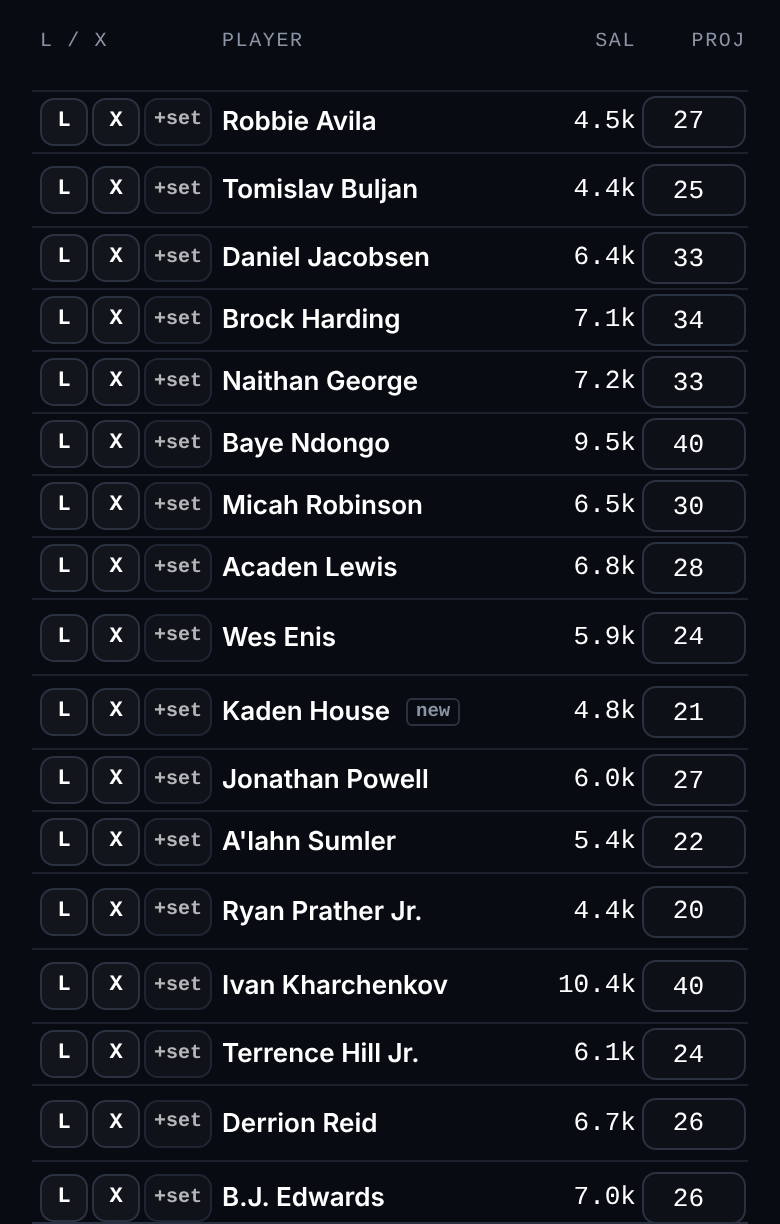 L / X PLAYER SAL PROJ
L X +set Robbie Avila 4.5k 27
L X +set Tomislav Buljan 4.4k 25
L X +set Daniel Jacobsen 6.4k 33
L X +set Brock Harding 7.1k 34
L X +set Naithan George 7.2k 33
L X +set Baye Ndongo 9.5k 40
L X +set Micah Robinson 6.5k 30
L X +set Acaden Lewis 6.8k 28
L X +set Wes Enis 5.9k 24
L X +set Kaden House new 4.8k 21
L X +set Jonathan Powell 6.0k 27
L X +set A'lahn Sumler 5.4k 22
L X +set Ryan Prather Jr. 4.4k 20
L X +set Ivan Kharchenkov 10.4k 40
L X +set Terrence Hill Jr. 6.1k 24
L X +set Derrion Reid 6.7k 26
L X +set B.J. Edwards 7.0k 26